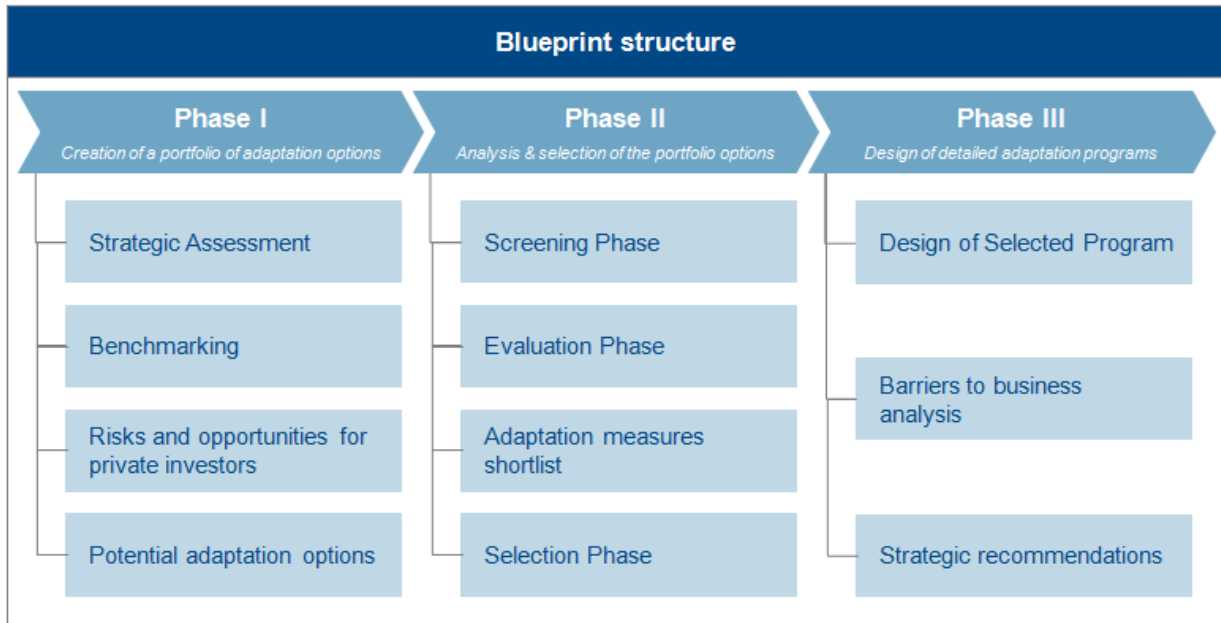 Blueprint structure
Phase I
Creation of a portfolio of adaptation options
Strategic Assessment
Benchmarking
Risks and opportunities for
private investors
Potential adaptation options
Phase II
Analysis & selection of the portfolio options
Screening Phase
Evaluation Phase
Adaptation measures
shortlist
Selection Phase
Phase III
Design of detailed adaptation programs
Design of Selected Program
Barriers to business
analysis
Strategic recommendations